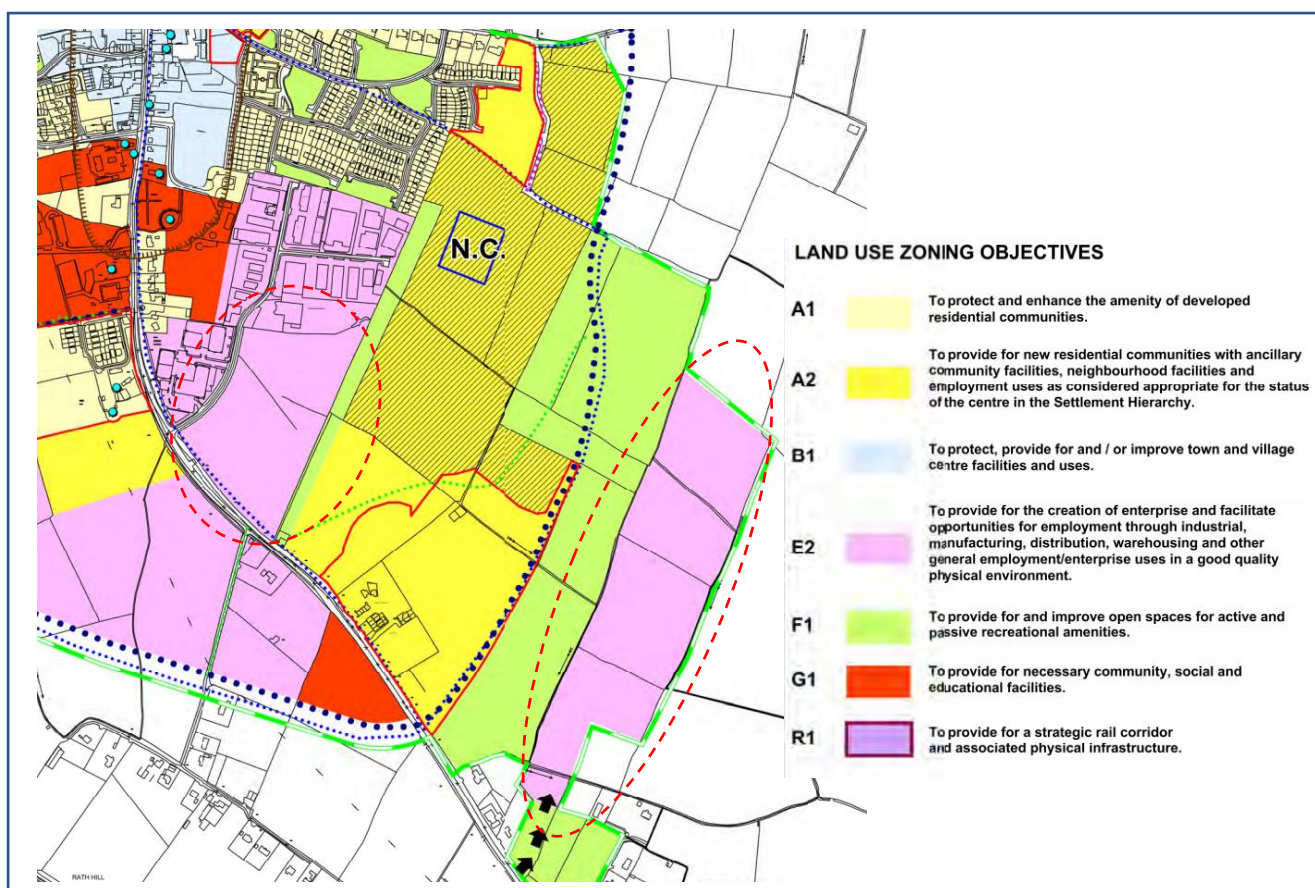 N.C.
RATH HILL
LAND USE ZONING OBJECTIVES
A1
To protect and enhance the amenity of developed
residential communities.
A2
To provide for new residential communities with ancillary
community facilities, neighbourhood facilities and
employment uses as considered appropriate for the status
of the centre in the Settlement Hierarchy.
B1
To protect, provide for and / or improve town and village
centre facilities and uses.
E2
To provide for the creation of enterprise and facilitate
opportunities for employment through industrial,
manufacturing, distribution, warehousing and other
general employment/enterprise uses in a good quality
physical environment.
F1
To provide for and improve open spaces for active and
passive recreational amenities.
G1
To provide for necessary community, social and
educational facilities.
R1
To provide for a strategic rail corridor
and associated physical infrastructure.